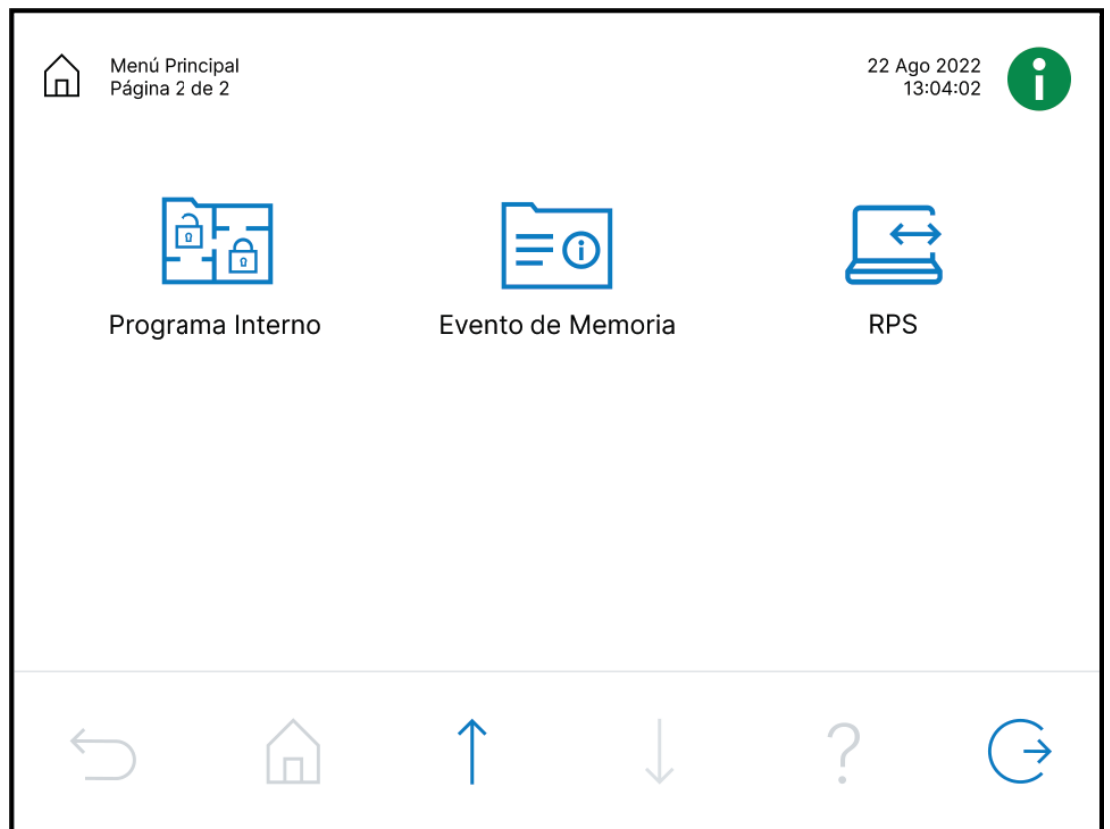 Menú Principal
Página 2 de 2
22 Ago 2022
13:04:02
Programa Interno
Evento de Memoria
RPS